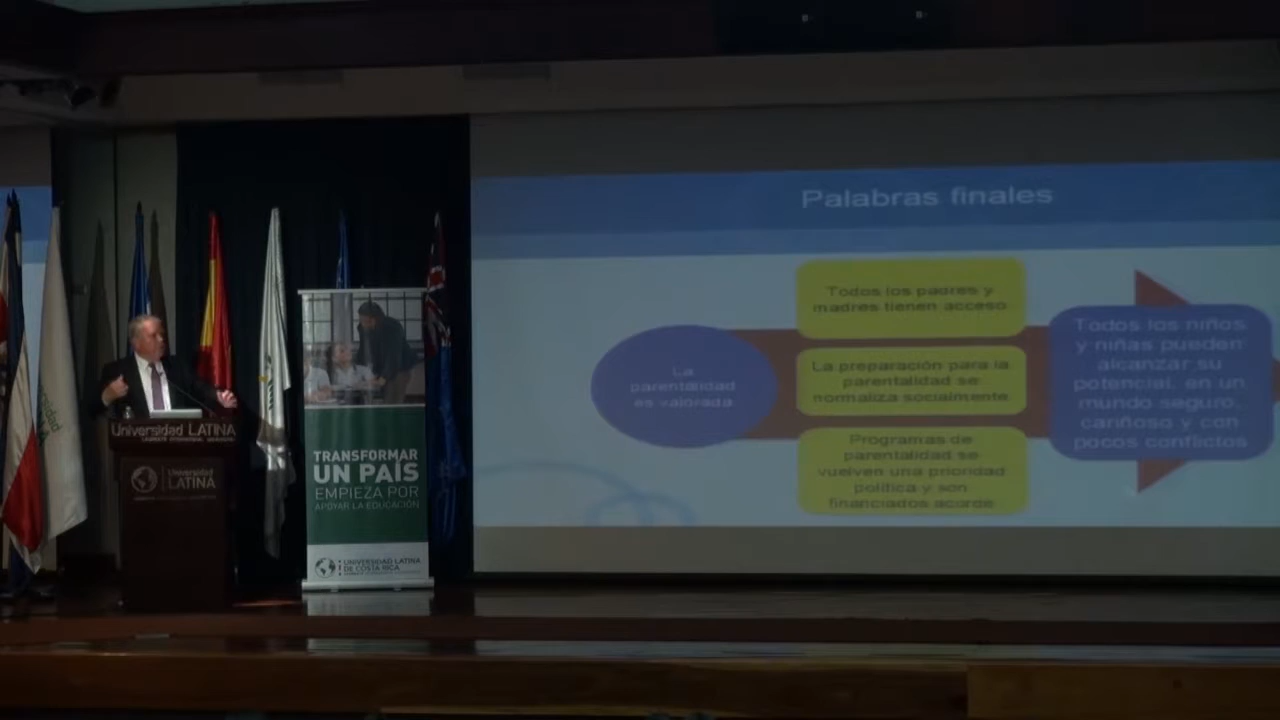 Palabras finales
La
parentalidad
es valorada
Todos los padres y
madres tienen acceso
La preparación para la
parentalidad se
normaliza socialmente
Programas de
parentalidad se
vuelven una prioridad
política y son
financiados acorde
Todos los niños
y niñas pueden
alcanzar su
potencial, en un
mundo seguro,
cariñoso y con
pocos conflictos
TRANSFORMAR
UN PAÍS
EMPIEZA POR
APOYAR LA EDUCACIÓN
UNIVERSIDAD LATINA
DE COSTA RICA
Universidad LATINA
Universidad
LATINA